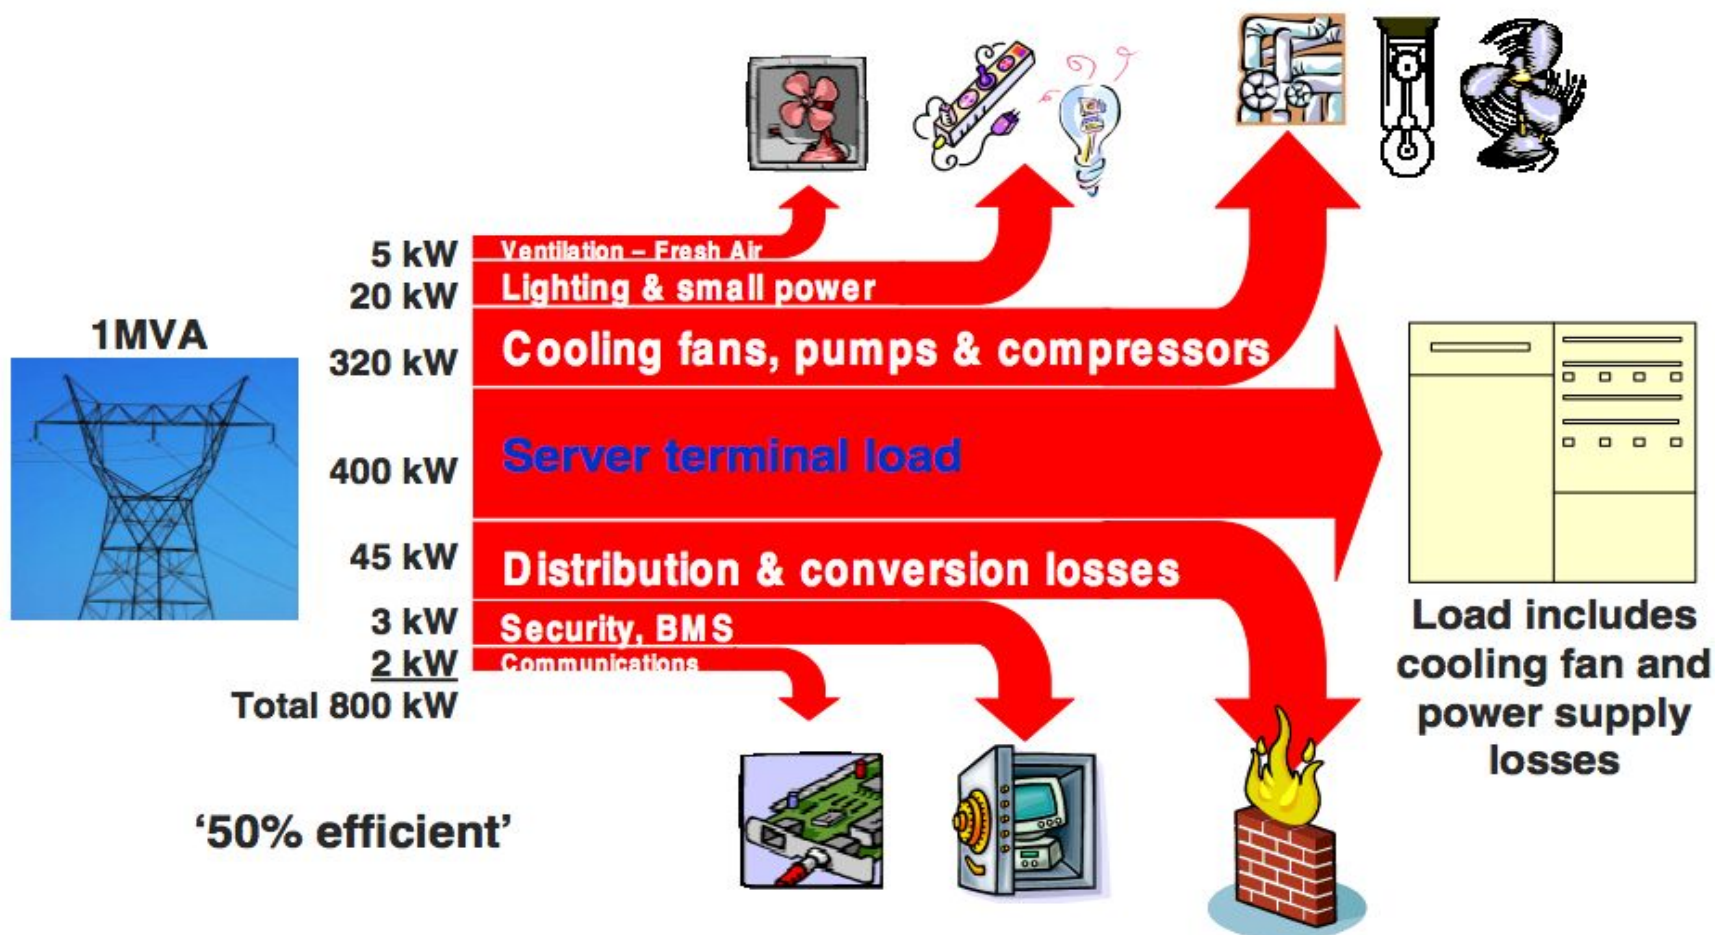 5 kW Ventilation – Fresh Air
20 kW Lighting & small power
1MVA
320 kW Cooling fans, pumps & compressors
400 kW Server terminal load
45 kW Distribution & conversion losses
3 kW Security, BMS
2 kW Communications
Total 800 kW
Load includes
cooling fan and
power supply
losses
‘50% efficient’